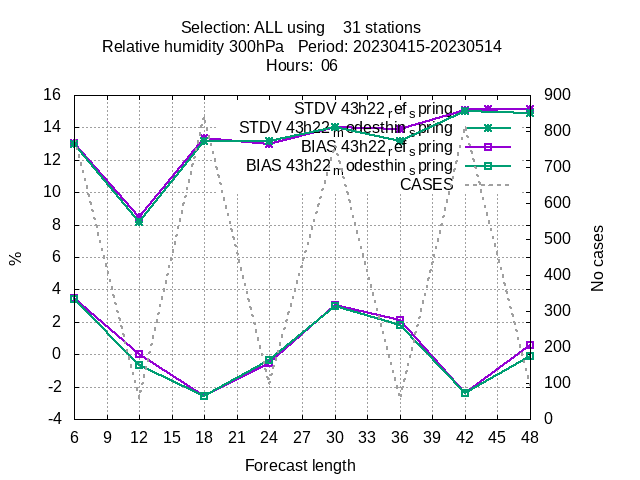 Selection: ALL using 31 stations
Relative humidity 300hPa Period: 20230415-20230514
Hours: 06
16 900
STDV 43h22_ref_spring
14 800
STDV 43h22_modesthin_spring
BIAS 43h22_ref_spring
12 700
BIAS 43h22_modesthin_spring
CASES
10 600
8 500
6 400
4 300
2 200
0 100
-2
-4 0
%
No cases
6 9 12 15 18 21 24 27 30 33 36 39 42 45 48
Forecast length